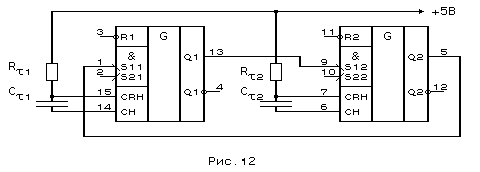 +5В
3 R1 G
11 R2 G
&
Q1 13
1 S11
2 S21
&
Q2 5
9 S12
10 S22
Rτ1
Cτ1
Rτ2
Cτ2
Q1 4
Q2 12
15 CRH
14 CH
7 CRH
6 CH
Рис.12